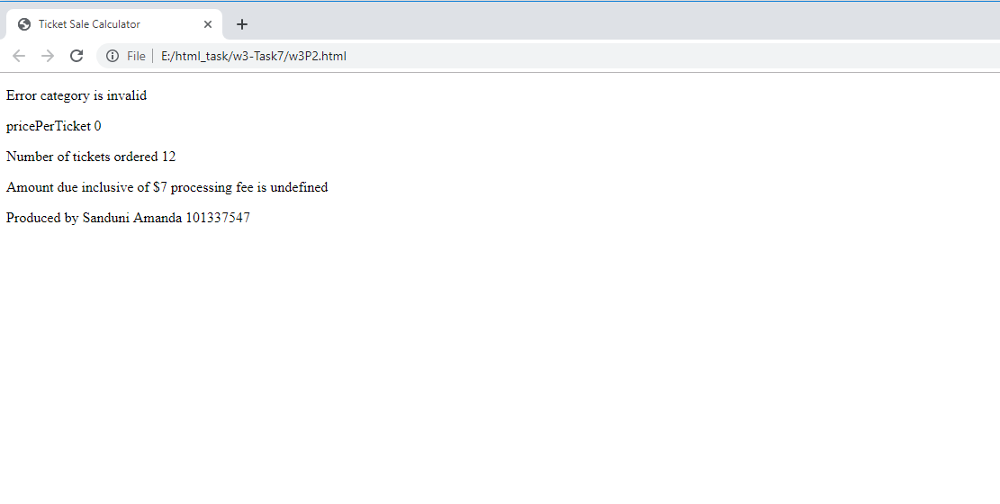 Ticket Sale Calculator
File E:/html_task/w3-Task7/w3P2.html
Error category is invalid
pricePerTicket 0
Number of tickets ordered 12
Amount due inclusive of $7 processing fee is undefined
Produced by Sanduni Amanda 101337547